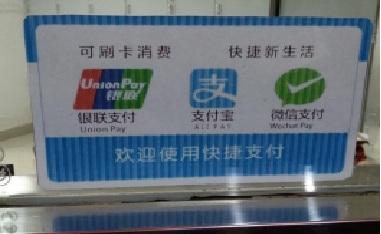 可刷卡消费 快捷新生活
UnionPay
银联
银联支付 支付宝 微信支付
Union Pay ALIPAY Wechat Pay
欢迎使用快捷支付